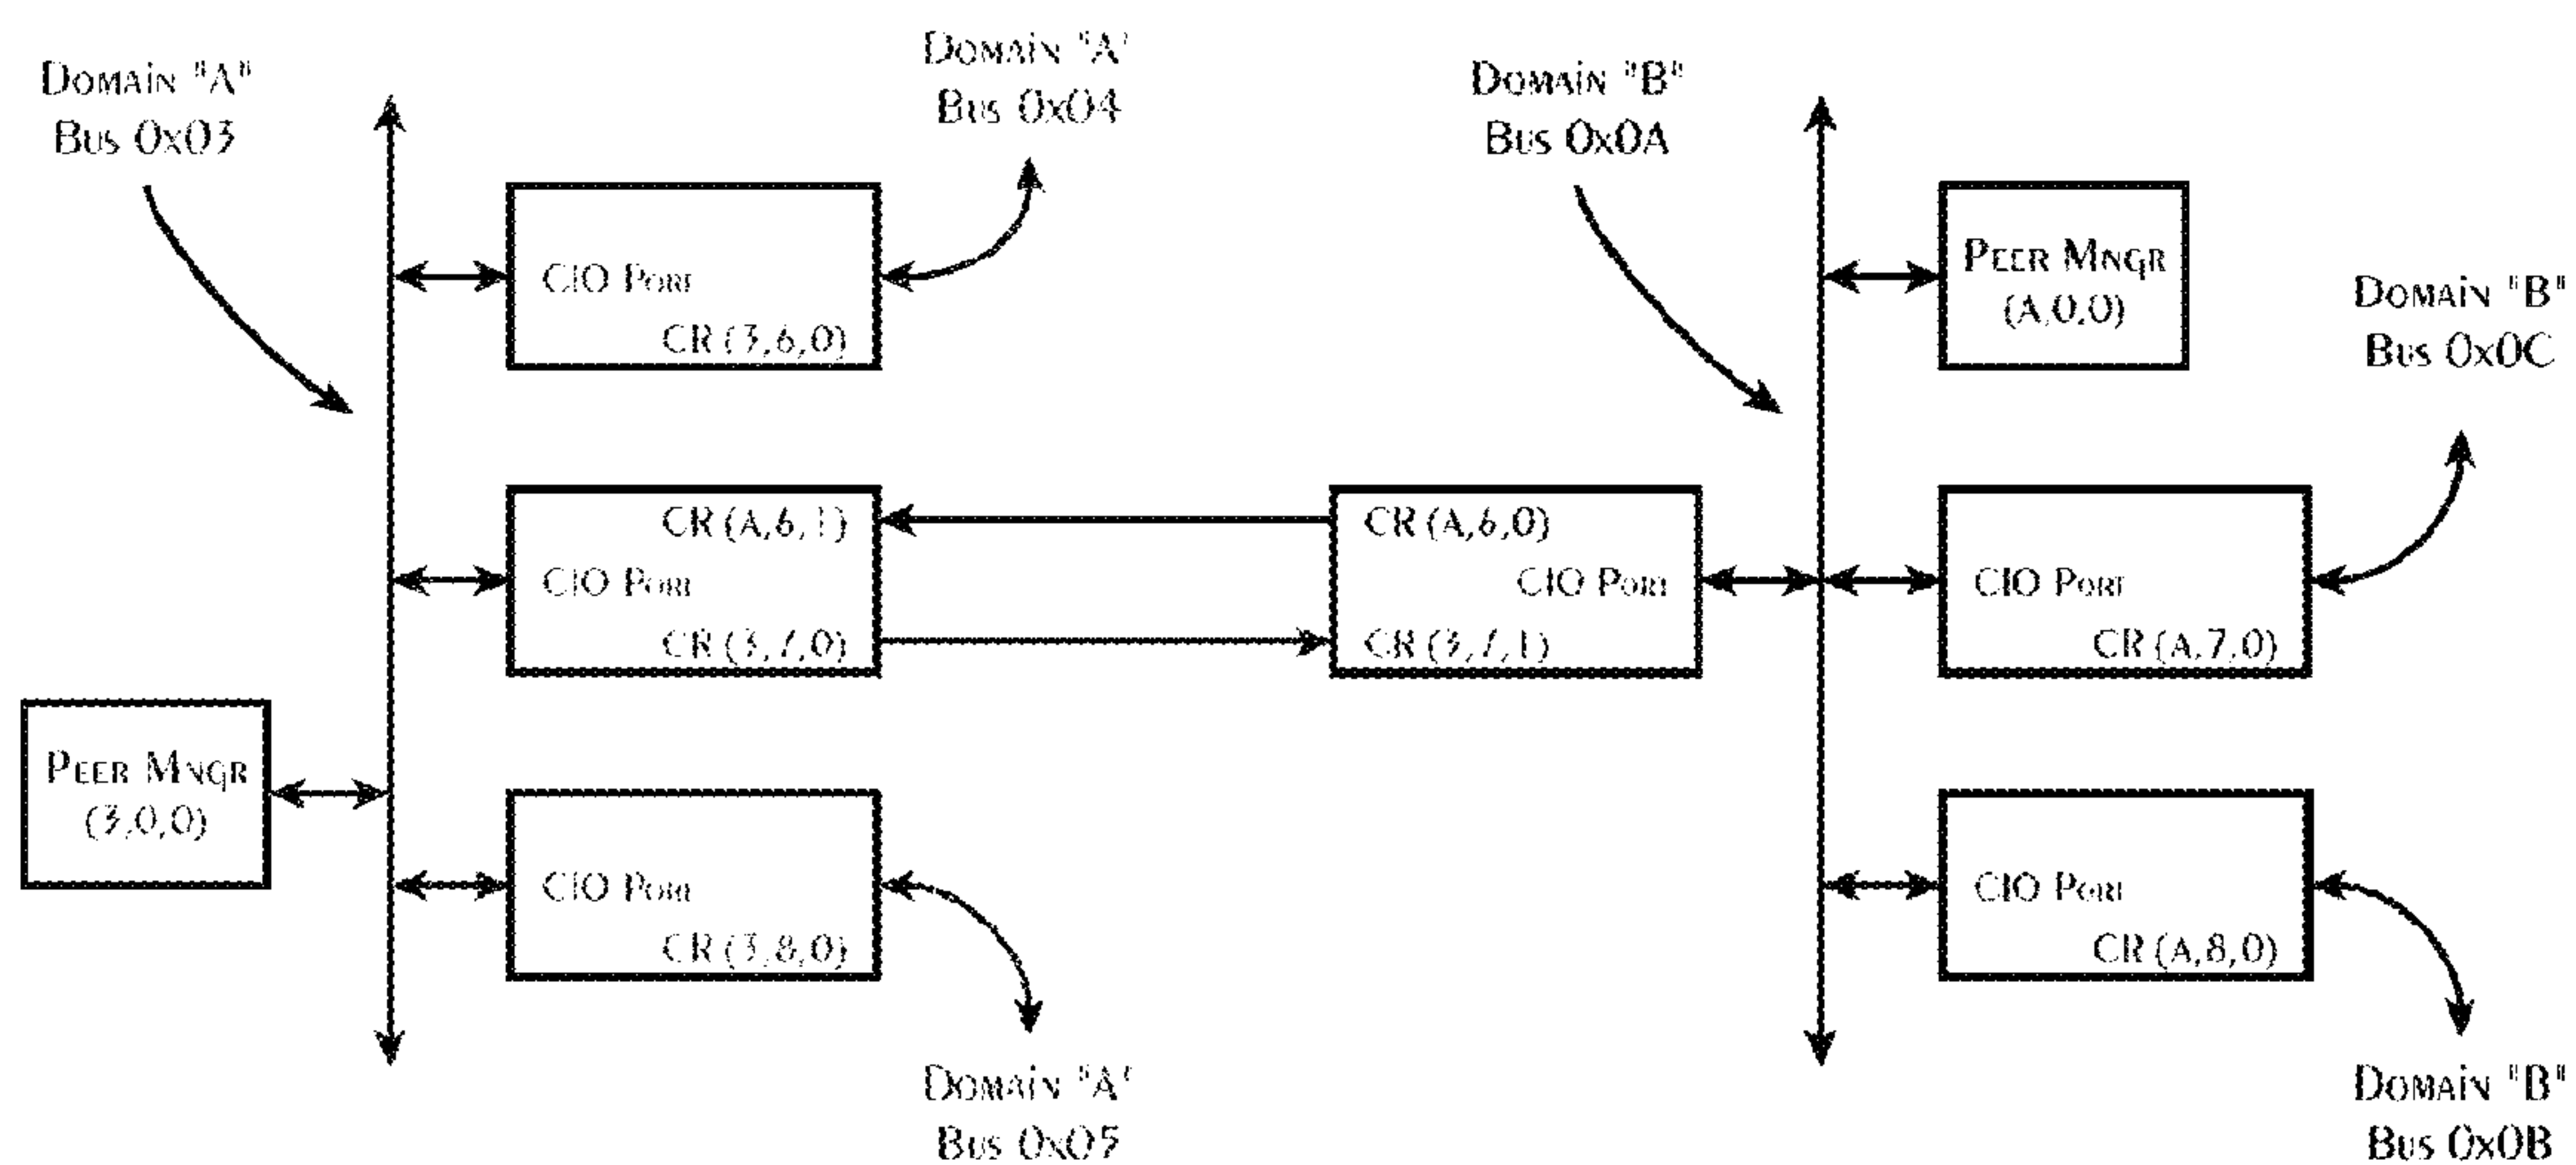 Domain "A"
Bus 0x03
Domain "A"
Bus 0x04
CIO Port
CR (3,6,0)
CR (A,6,1)
CIO Port
CR (3,7,0)
Peer Mngr
(3,0,0)
CIO Port
CR (3,8,0)
Domain "A"
Bus 0x05
Domain "B"
Bus 0x0A
Peer Mngr
(A,0,0)
Domain "B"
Bus 0x0C
CR (A,6,0)
CIO Port
CR (3,7,1)
CIO Port
CR (A,7,0)
CIO Port
CR (A,8,0)
Domain "B"
Bus 0x0B